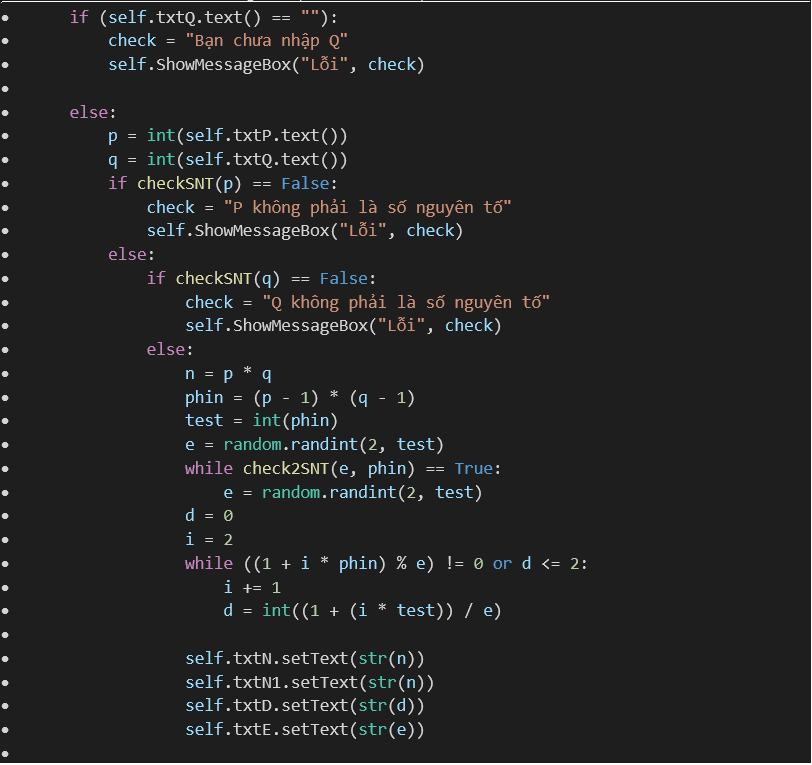 if (self.txtQ.text() == ""):
check = "Bạn chưa nhập Q"
self.ShowMessageBox("Lỗi", check)
else:
p = int(self.txtP.text())
q = int(self.txtQ.text())
if checkSNT(p) == False:
check = "P không phải là số nguyên tố"
self.ShowMessageBox("Lỗi", check)
else:
if checkSNT(q) == False:
check = "Q không phải là số nguyên tố"
self.ShowMessageBox("Lỗi", check)
else:
n = p * q
phin = (p - 1) * (q - 1)
test = int(phin)
e = random.randint(2, test)
while check2SNT(e, phin) == True:
e = random.randint(2, test)
d = 0
i = 2
while ((1 + i * phin) % e) != 0 or d <= 2:
i += 1
d = int((1 + (i * test)) / e)
self.txtN.setText(str(n))
self.txtN1.setText(str(n))
self.txtD.setText(str(d))
self.txtE.setText(str(e))